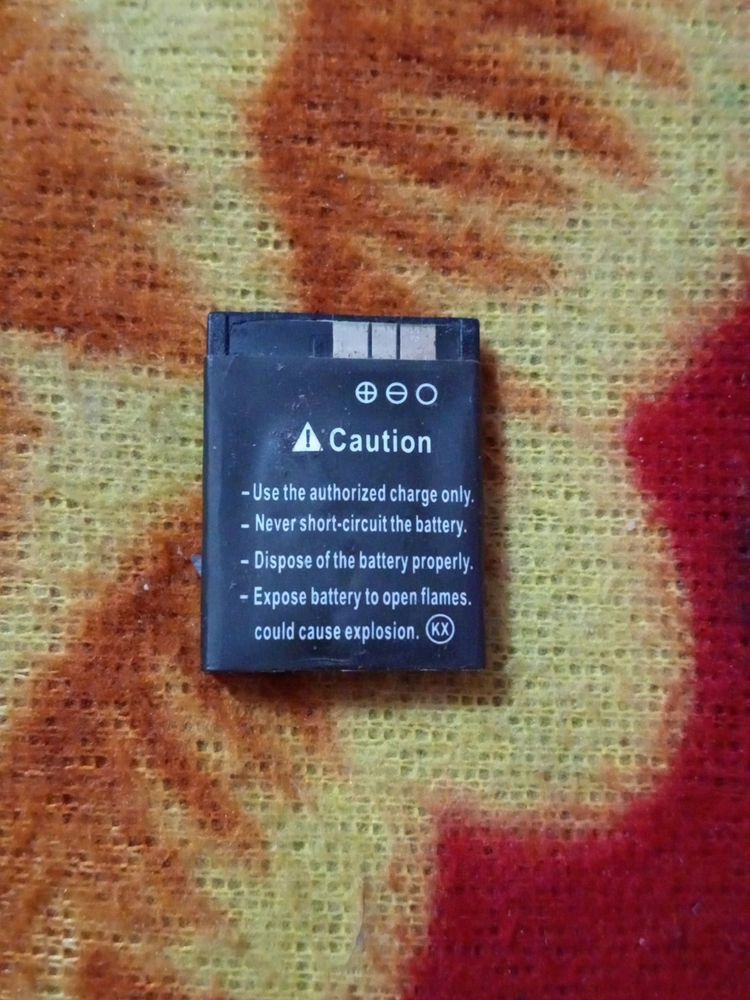 ⊕ ⊖ ○
⚠ Caution
-Use the authorized charge only.
- Never short-circuit the battery.
- Dispose of the battery properly.
- Expose battery to open flames.
could cause explosion. KX